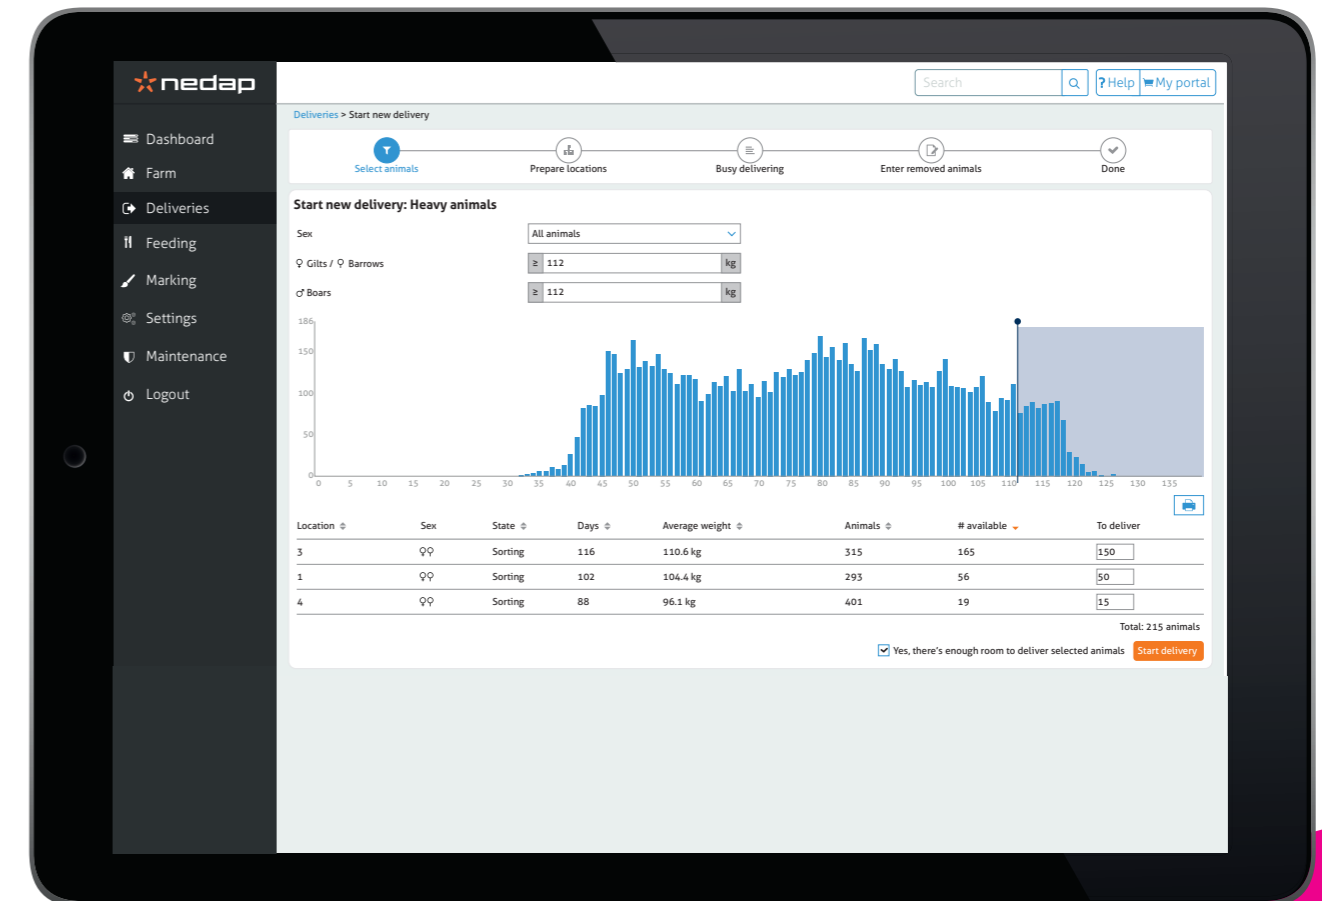 nedap
Search
? Help
My portal
Dashboard
Farm
Deliveries
Feeding
Marking
Settings
Maintenance
Logout
Deliveries > Start new delivery
Select animals
Prepare locations
Busy delivering
Enter removed animals
Done
Start new delivery: Heavy animals
Sex All animals
♀ Gilts / ♀ Barrows ≥ 112 kg
♂ Boars ≥ 112 kg
186
150
100
50
0
0 5 10 15 20 25 30 35 40 45 50 55 60 65 70 75 80 85 90 95 100 105 110 115 120 125 130 135
Location Sex State Days Average weight Animals # available To deliver
3 ♀♀ Sorting 116 110.6 kg 315 165 150
1 ♀♀ Sorting 102 104.4 kg 293 56 50
4 ♀♀ Sorting 88 96.1 kg 401 19 15
Total: 215 animals
Yes, there's enough room to deliver selected animals Start delivery